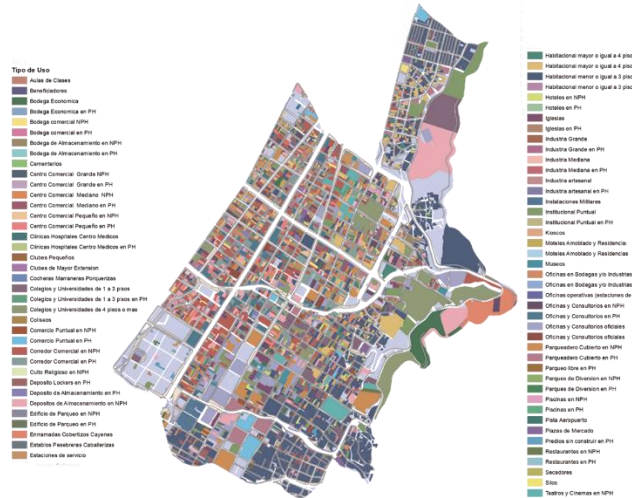 Tipo de Uso
Aulas de Clases
Beneficiadores
Bodega Economica
Bodega Economica en PH
Bodega comercial NPH
Bodega comercial en PH
Bodega de Almacenamiento en NPH
Bodega de Almacenamiento en PH
Cementerios
Centro Comercial Grande NPH
Centro Comercial Grande en PH
Centro Comercial Mediano NPH
Centro Comercial Mediano en PH
Centro Comercial Pequeño en NPH
Centro Comercial Pequeño en PH
Clinicas Hospitales Centro Medicos
Clinicas Hospitales Centro Medicos en PH
Clubes Pequeños
Clubes de Mayor Extension
Cocheras Marraneras Porquerizas
Colegios y Universidades de 1 a 3 pisos
Colegios y Universidades de 1 a 3 pisos en PH
Colegios y Universidades de 4 pisos o mas
Coliseos
Comercio Puntual en NPH
Comercio Puntual en PH
Corredor Comercial en NPH
Corredor Comercial en PH
Culto Religioso en NPH
Deposito Lockers en PH
Deposito de Almacenamiento en PH
Depositos de Almacenamiento en NPH
Edificio de Parqueo en NPH
Edificio de Parqueo en PH
Enramadas Cobertizos Caneyes
Establos Pesebreras Caballerizas
Estaciones de servicio
Habitacional mayor o igual a 4 piso
Habitacional mayor o igual a 4 piso
Habitacional menor o igual a 3 piso
Habitacional menor o igual a 3 piso
Hoteles en NPH
Hoteles en PH
Iglesias
Iglesias en PH
Industria Grande
Industria Grande en PH
Industria Mediana
Industria Mediana en PH
Industria artesanal
Industria artesanal en PH
Instalaciones Militares
Institucional Puntual
Institucional Puntual en PH
Kioscos
Moteles Amoblado y Residencia
Moteles Amoblado y Residencias
Museos
Oficinas en Bodegas y/o Industrias
Oficinas en Bodegas y/o Industrias
Oficinas operativas (estaciones de
Oficinas y Consultorios en NPH
Oficinas y Consultorios en PH
Oficinas y Consultorios oficiales
Oficinas y Consultorios oficiales
Parqueadero Cubierto en NPH
Parqueadero Cubierto en PH
Parqueo libre en PH
Parques de Diversion en NPH
Parques de Diversion en PH
Piscinas en NPH
Piscinas en PH
Pista Aeropuerto
Plazas de Mercado
Predios sin construir en PH
Restaurantes en NPH
Restaurantes en PH
Secadores
Silos
Teatros y Cinemas en NPH